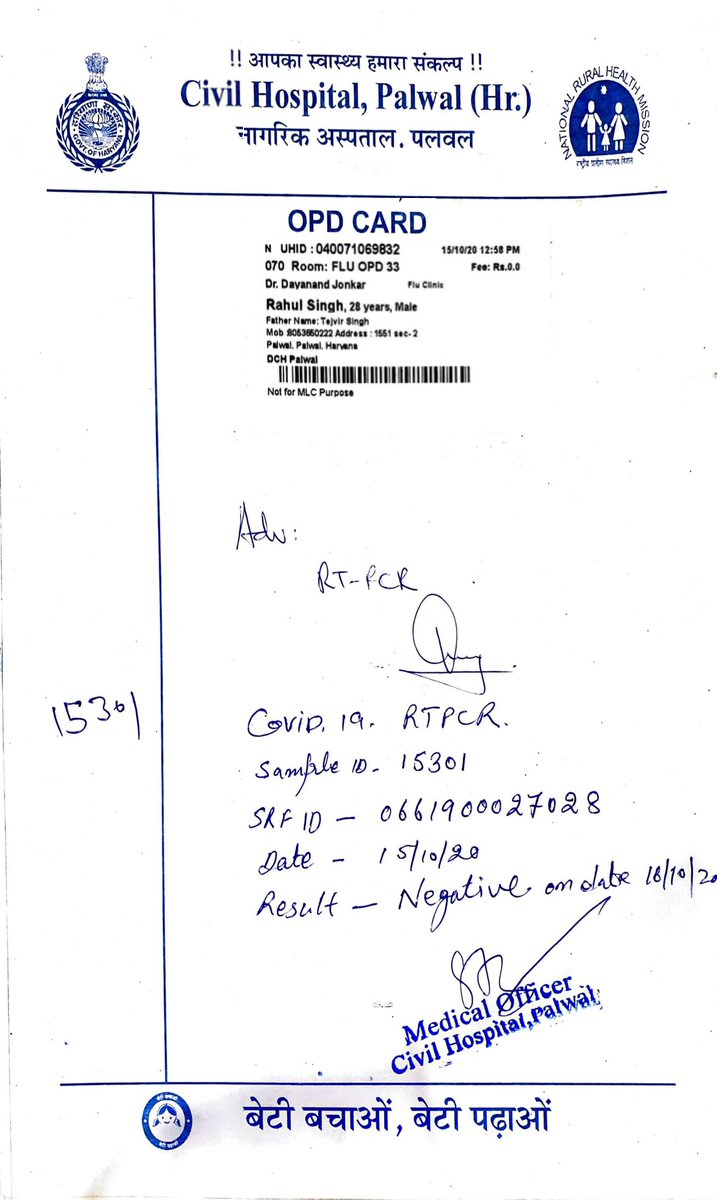 !! आपका स्वास्थ्य हमारा संकल्प !!
Civil Hospital, Palwal (Hr.)
नागरिक अस्पताल. पलवल
हरियाणा सरकार
GOVT. OF HARYANA
NATIONAL RURAL HEALTH MISSION
राष्ट्रीय ग्रामीण स्वास्थ्य मिशन
OPD CARD
N UHID : 040071069832 15/10/20 12:58 PM
070 Room: FLU OPD 33 Fee: Rs.0.0
Dr. Dayanand Jonkar Flu Clinic
Rahul Singh, 28 years, Male
Father Name: Tejvir Singh
Mob :8053650222 Address : 1551 sec- 2
Palwal, Palwal, Haryana
DCH Palwal
Not for MLC Purpose
Adv:
RT-PCR
15301
Covid. 19. RTPCR.
Sample ID - 15301
SRF ID - 0661900027028
Date - 15/10/20
Result - Negative on date 18/10/20
Medical Officer
Civil Hospital, Palwal
बेटी बचाओ
बेटी पढ़ाओ
बेटी बचाओं, बेटी पढ़ाओं